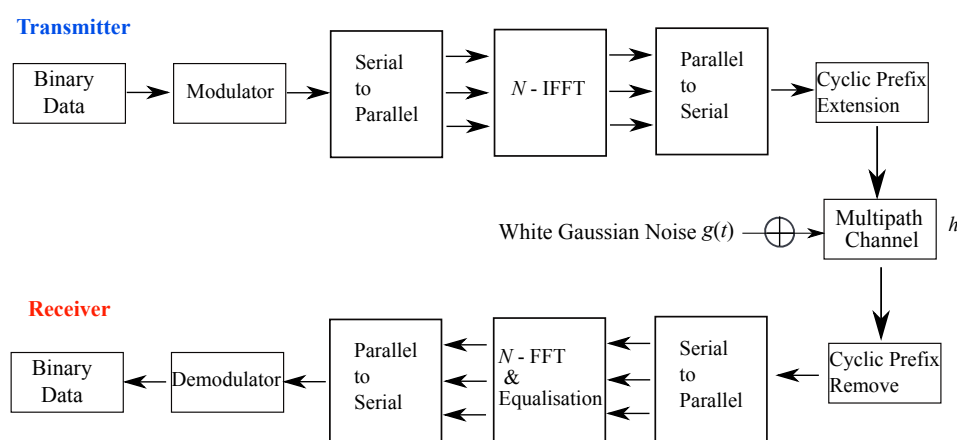 Transmitter
Binary
Data
Modulator
Serial
to
Parallel
N - IFFT
Parallel
to
Serial
Cyclic Prefix
Extension
White Gaussian Noise g(t)
Multipath
Channel
h
Receiver
Binary
Data
Demodulator
Parallel
to
Serial
N - FFT
&
Equalisation
Serial
to
Parallel
Cyclic Prefix
Remove